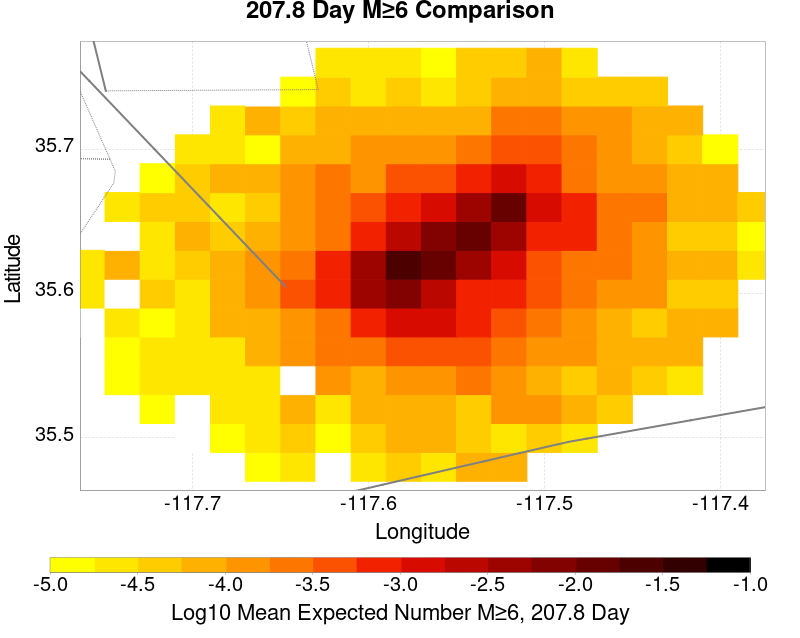 207.8 Day M≥6 Comparison
35.7
35.6
35.5
Latitude
-117.7 -117.6 -117.5 -117.4
Longitude
-5.0 -4.5 -4.0 -3.5 -3.0 -2.5 -2.0 -1.5 -1.0
Log10 Mean Expected Number M≥6, 207.8 Day